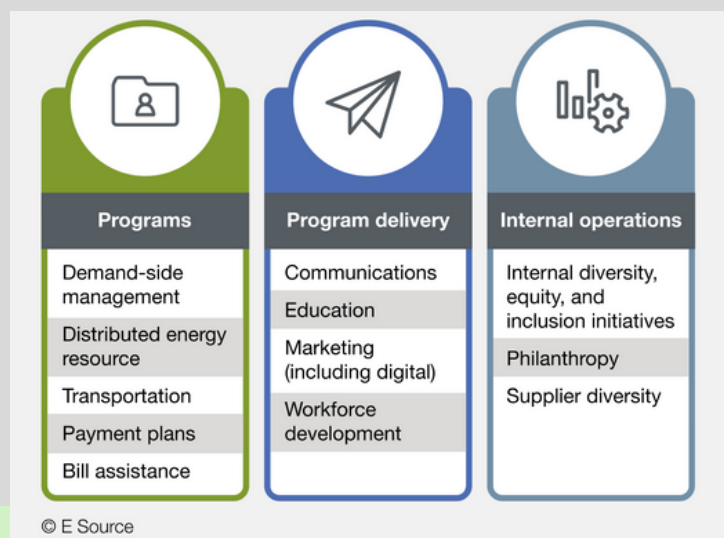 Programs
Demand-side
management
Distributed energy
resource
Transportation
Payment plans
Bill assistance
Program delivery
Communications
Education
Marketing
(including digital)
Workforce
development
Internal operations
Internal diversity,
equity, and
inclusion initiatives
Philanthropy
Supplier diversity
© E Source